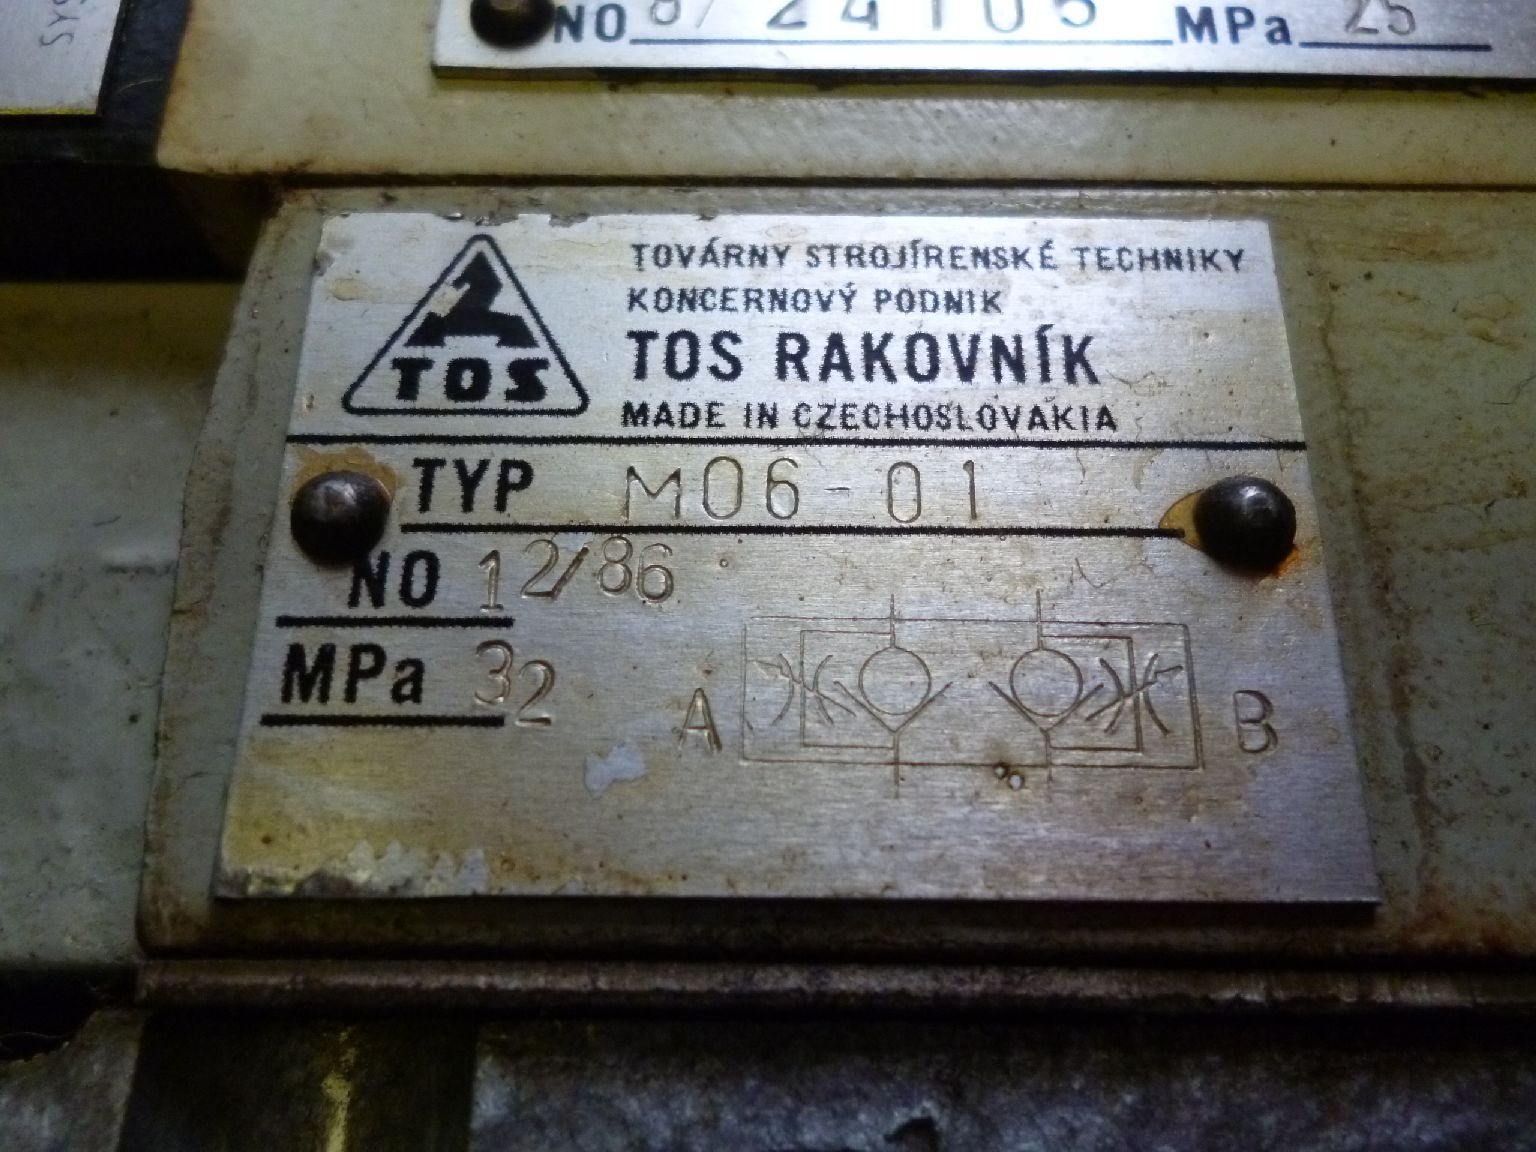 NO 8/24105 MPa 25
TOS
TOVÁRNY STROJÍRENSKÉ TECHNIKY
KONCERNOVÝ PODNIK
TOS RAKOVNÍK
MADE IN CZECHOSLOVAKIA
TYP M06-01
NO 12/86
MPa 32
A B